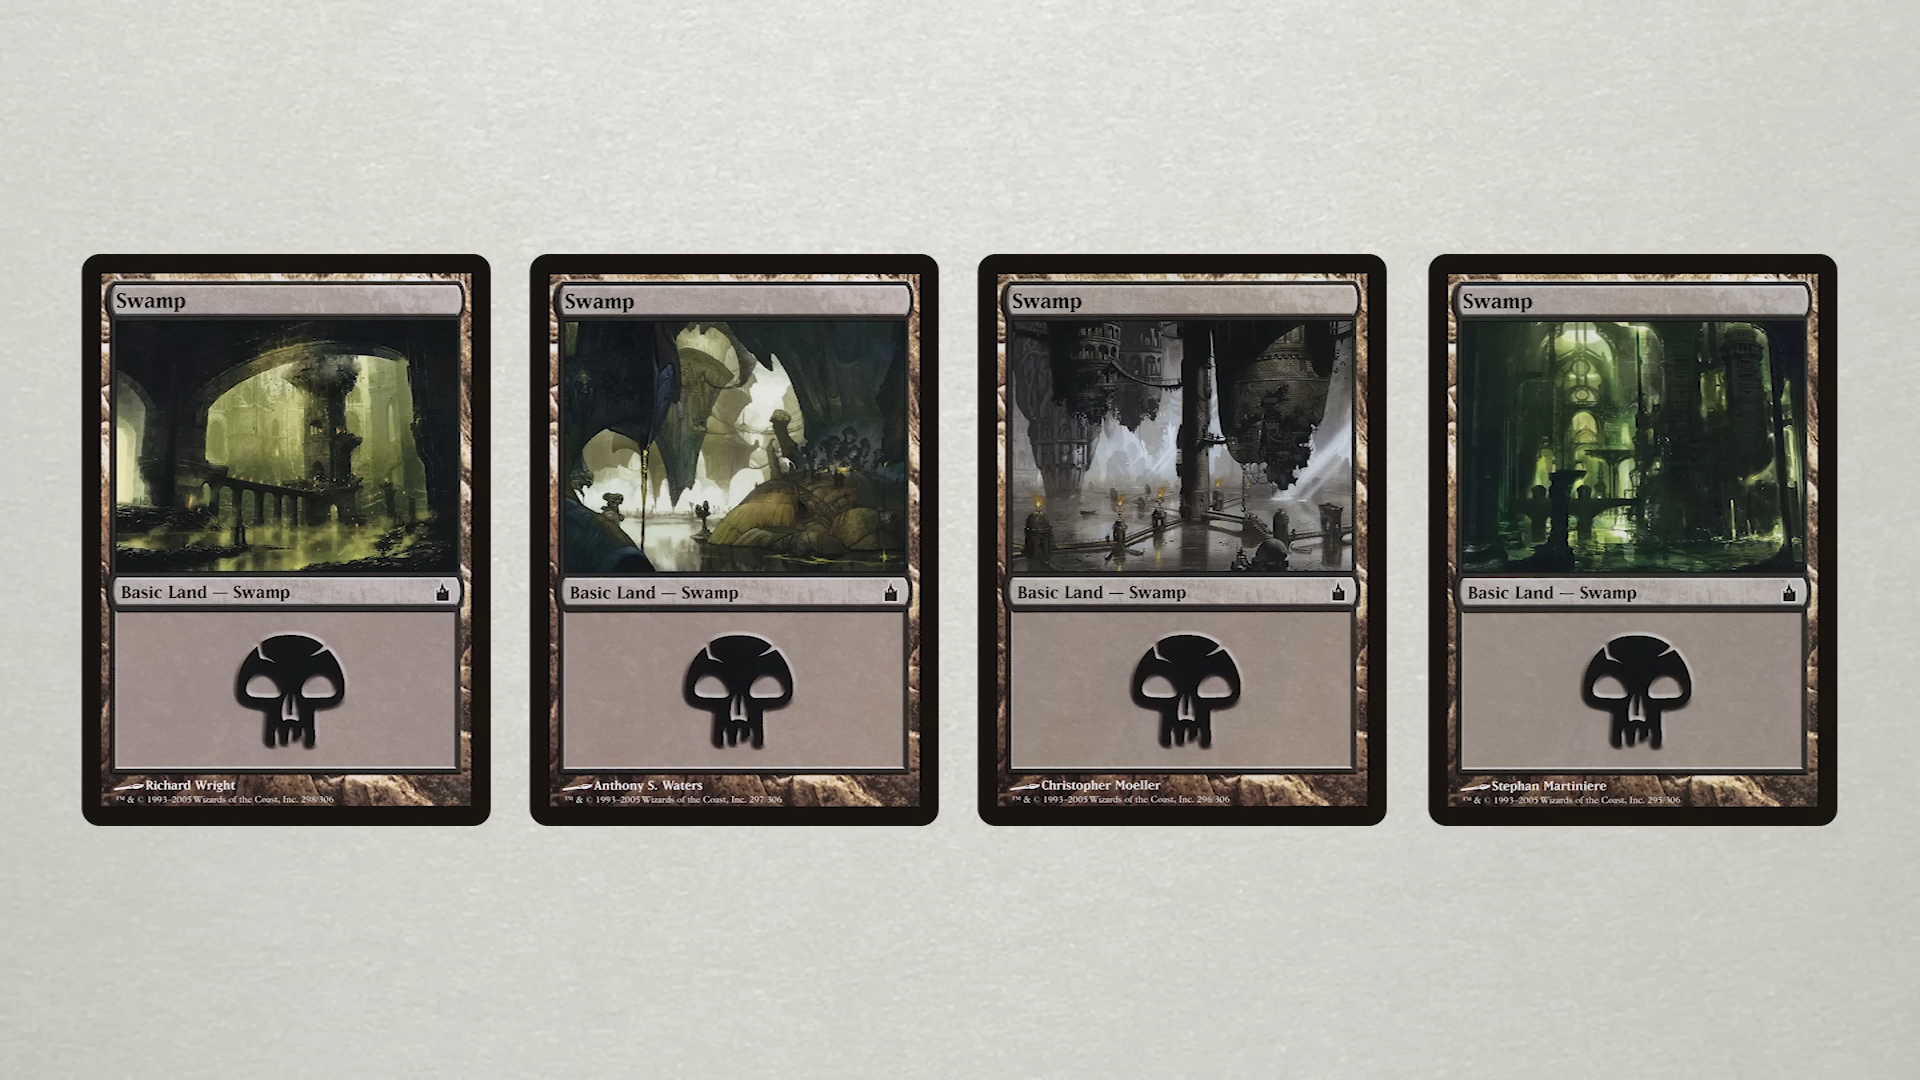 Swamp
Basic Land — Swamp
Richard Wright
™ & © 1993–2005 Wizards of the Coast, Inc. 298/306
Swamp
Basic Land — Swamp
Anthony S. Waters
™ & © 1993–2005 Wizards of the Coast, Inc. 297/306
Swamp
Basic Land — Swamp
Christopher Moeller
™ & © 1993–2005 Wizards of the Coast, Inc. 296/306
Swamp
Basic Land — Swamp
Stephan Martiniere
™ & © 1993–2005 Wizards of the Coast, Inc. 295/306